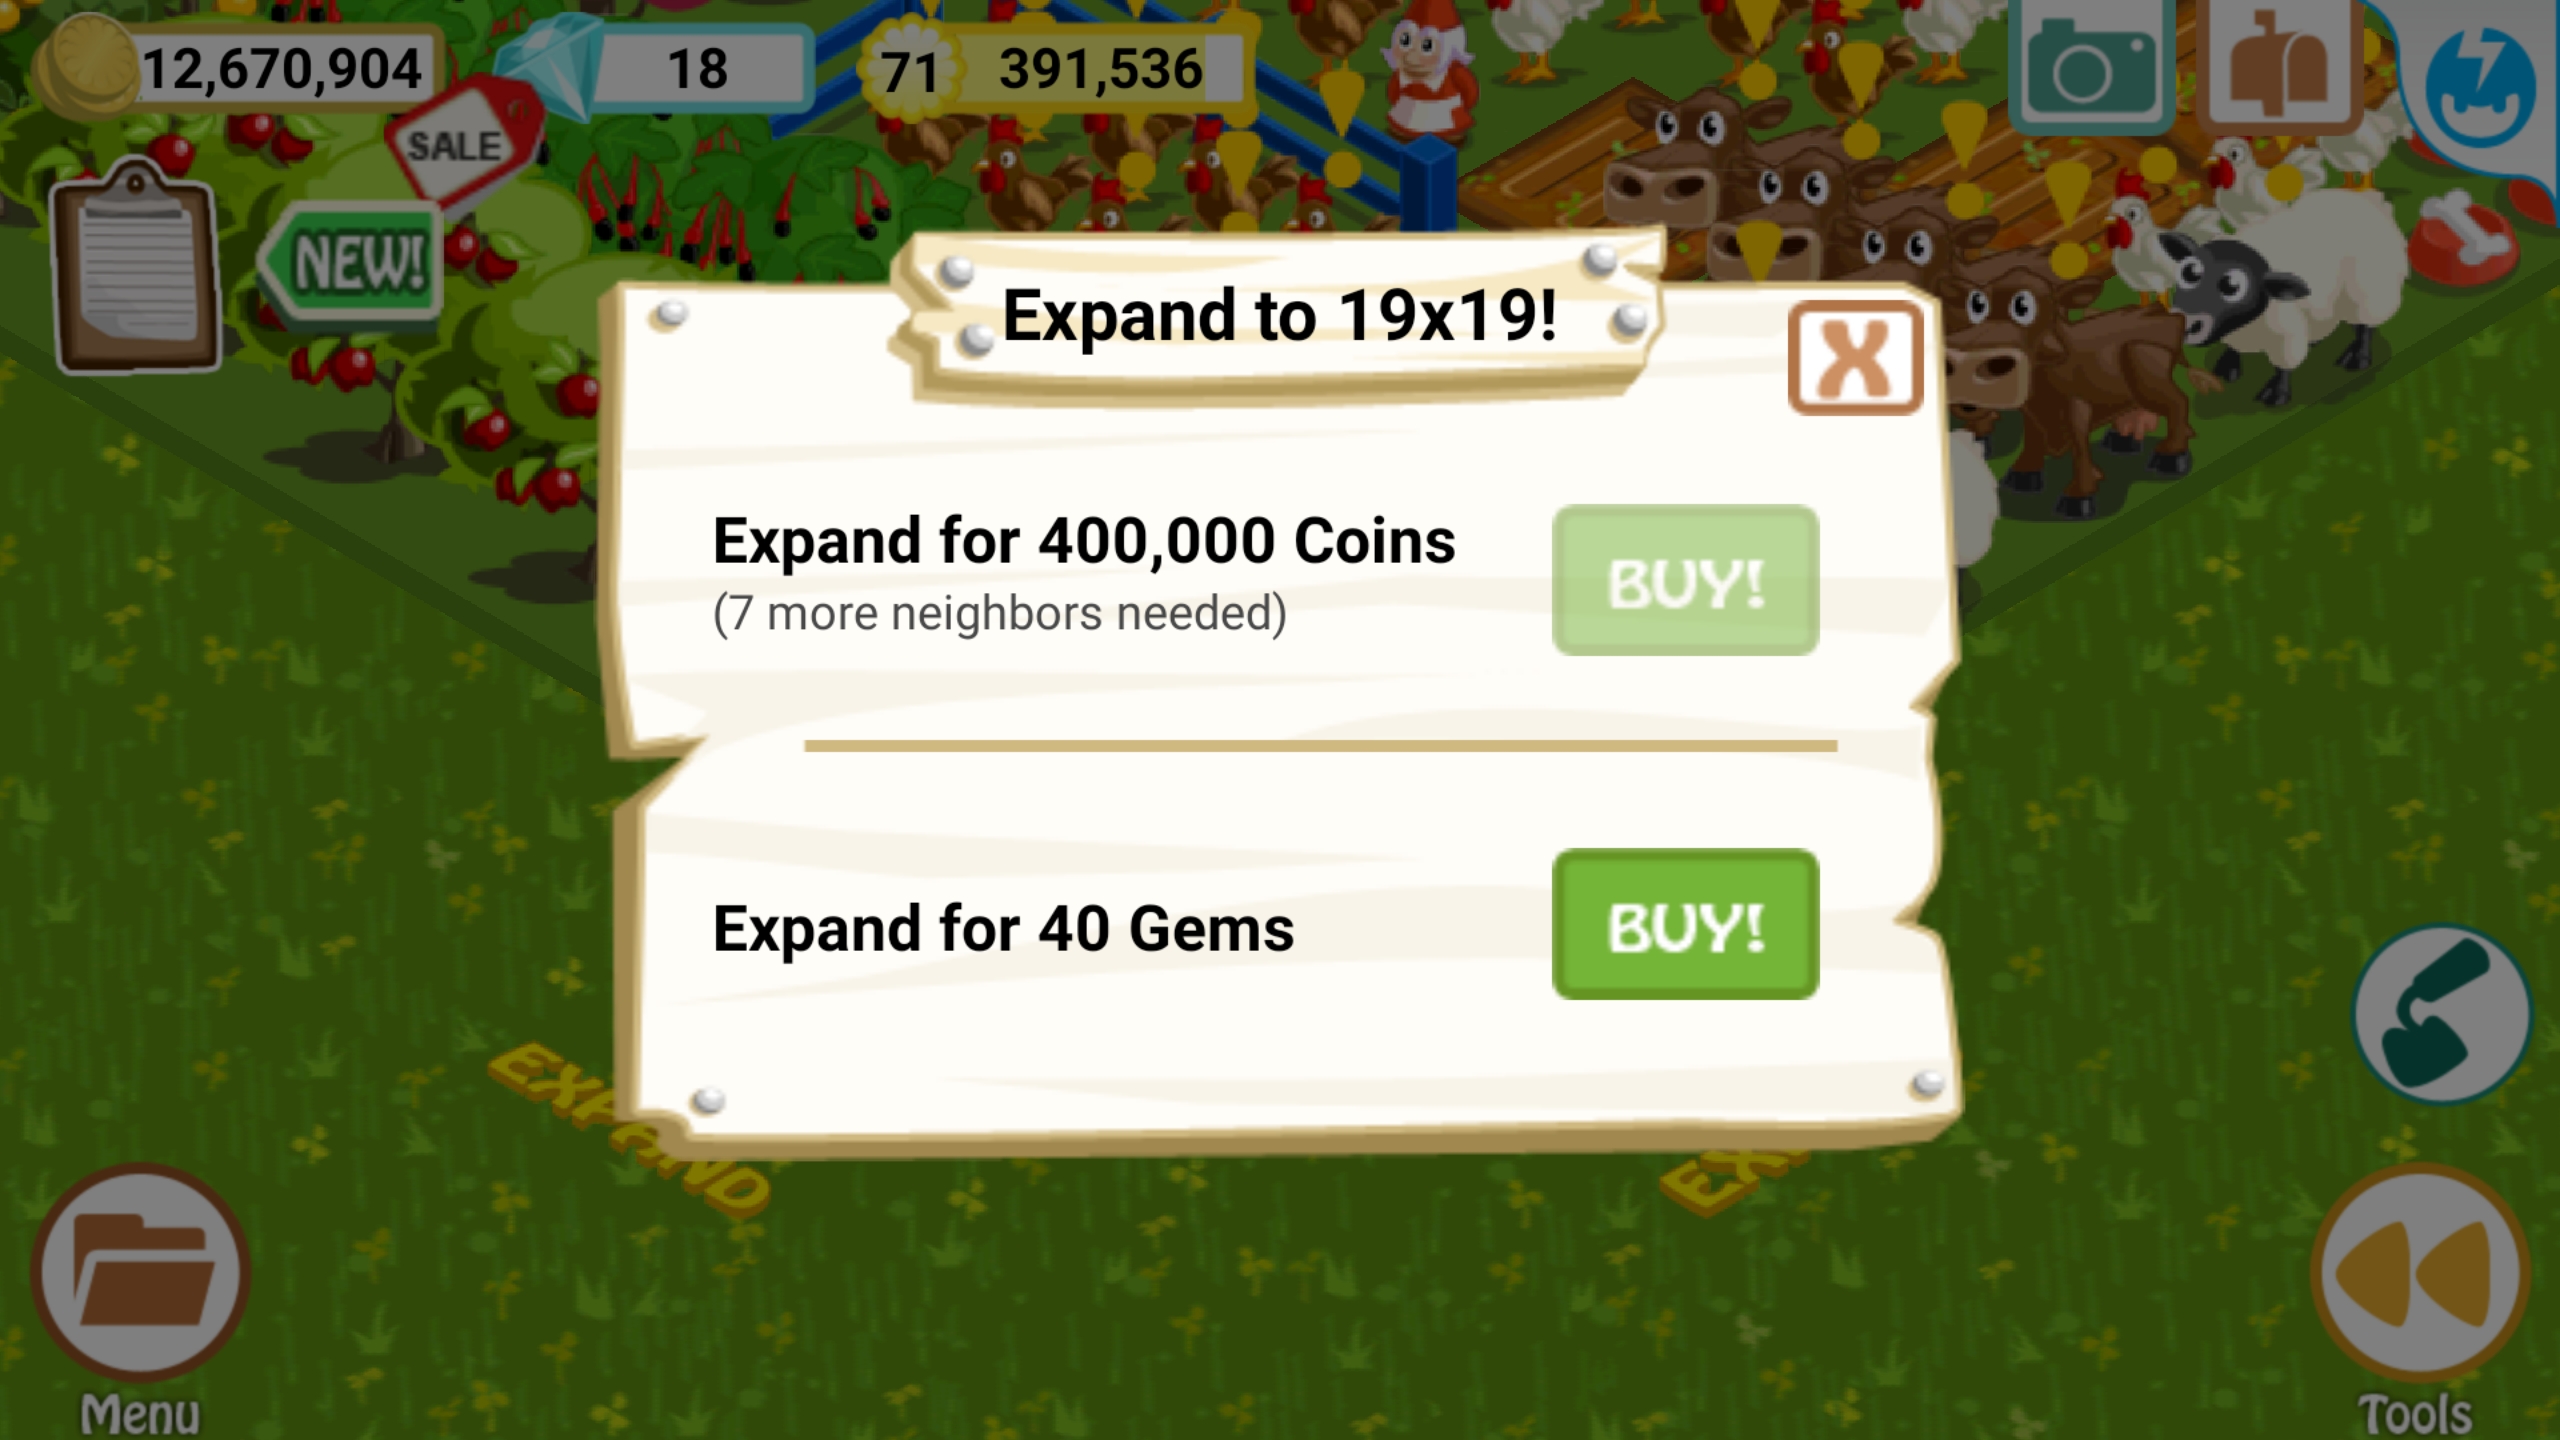 12,670,904
18
71
391,536
SALE
NEW!
Expand to 19x19!
X
Expand for 400,000 Coins
(7 more neighbors needed)
BUY!
Expand for 40 Gems
BUY!
EXPAND
EX
Menu
Tools